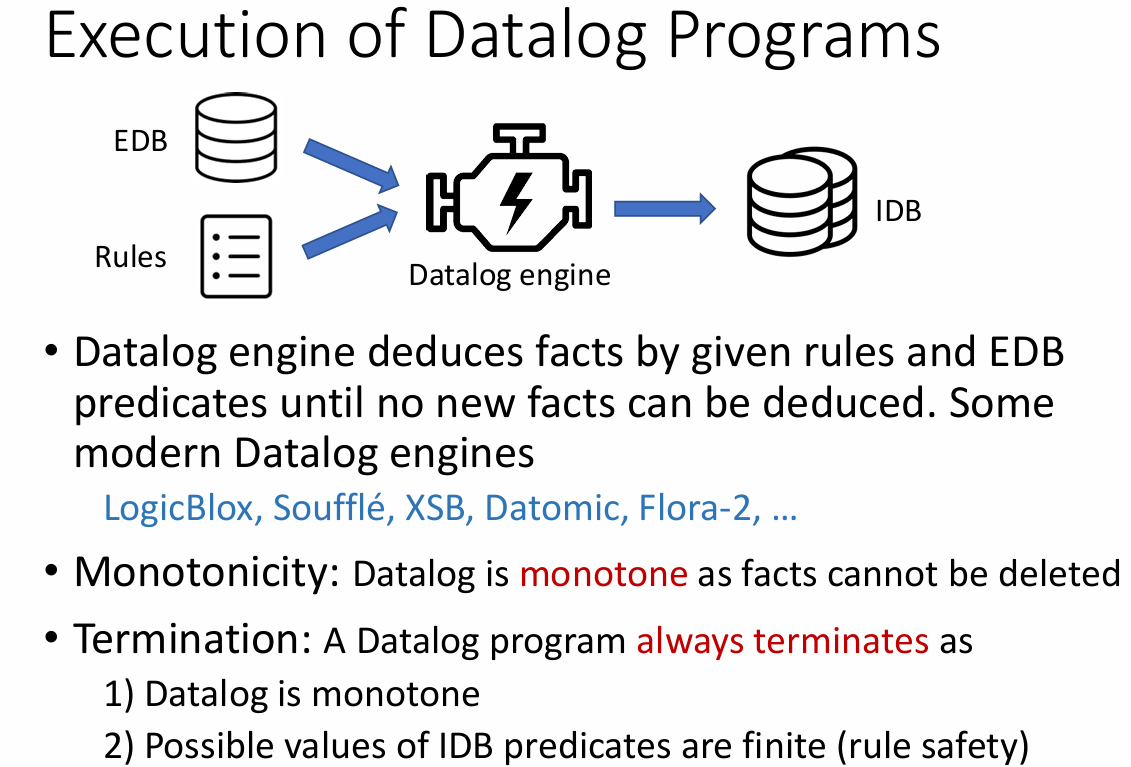 Execution of Datalog Programs
EDB
Rules
Datalog engine
IDB
• Datalog engine deduces facts by given rules and EDB
predicates until no new facts can be deduced. Some
modern Datalog engines
LogicBlox, Soufflé, XSB, Datomic, Flora-2, …
• Monotonicity: Datalog is monotone as facts cannot be deleted
• Termination: A Datalog program always terminates as
1) Datalog is monotone
2) Possible values of IDB predicates are finite (rule safety)